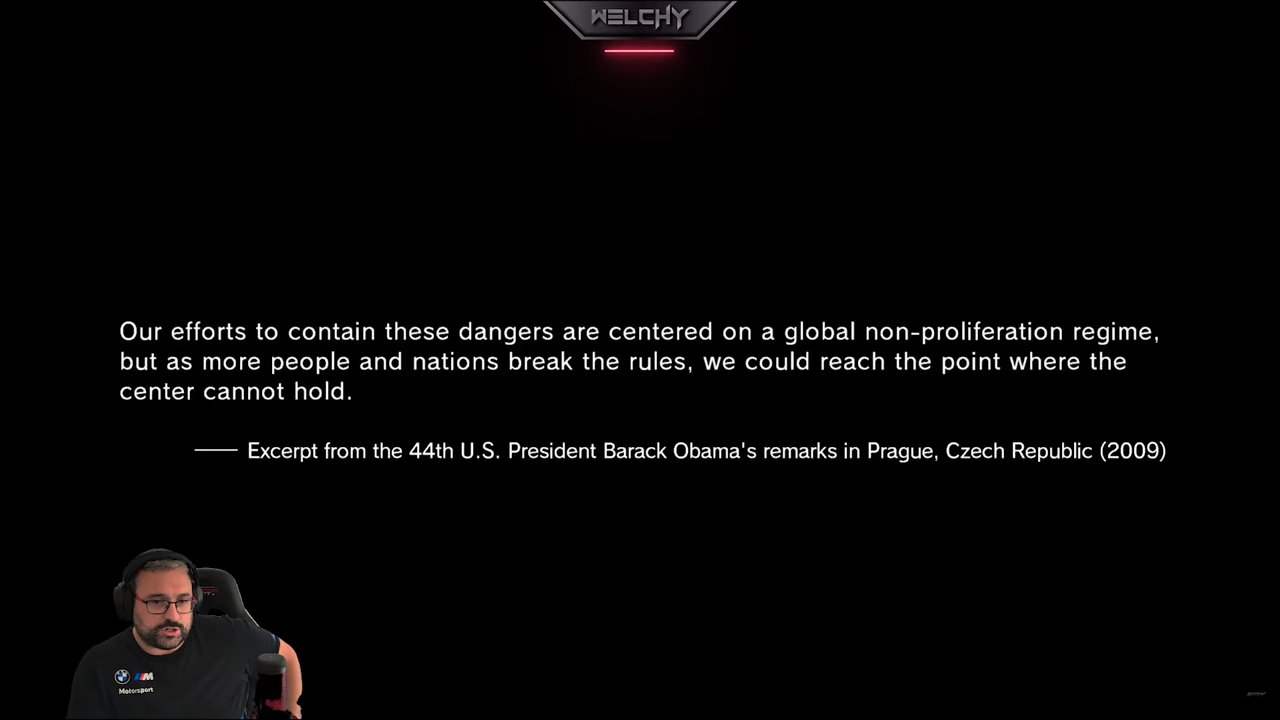 WELCHY
Our efforts to contain these dangers are centered on a global non-proliferation regime,
but as more people and nations break the rules, we could reach the point where the
center cannot hold.
—— Excerpt from the 44th U.S. President Barack Obama's remarks in Prague, Czech Republic (2009)
Motorsport